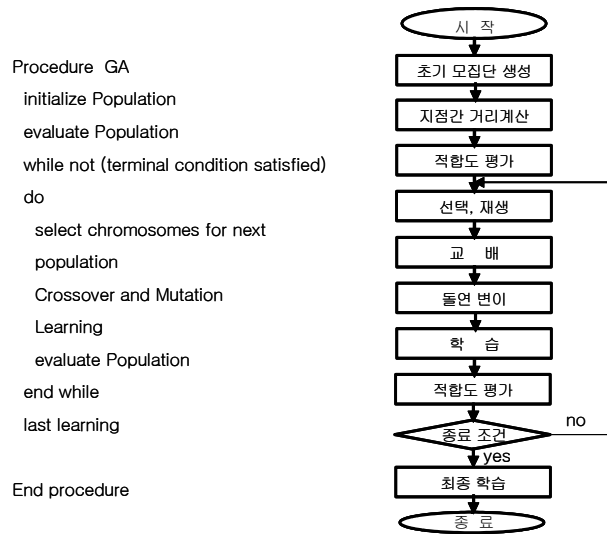 Procedure GA
initialize Population
evaluate Population
while not (terminal condition satisfied)
do
select chromosomes for next
population
Crossover and Mutation
Learning
evaluate Population
end while
last learning
End procedure
시 작
초기 모집단 생성
지점간 거리계산
적합도 평가
선택, 재생
교 배
돌연 변이
학 습
적합도 평가
종료 조건
no
yes
최종 학습
종 료